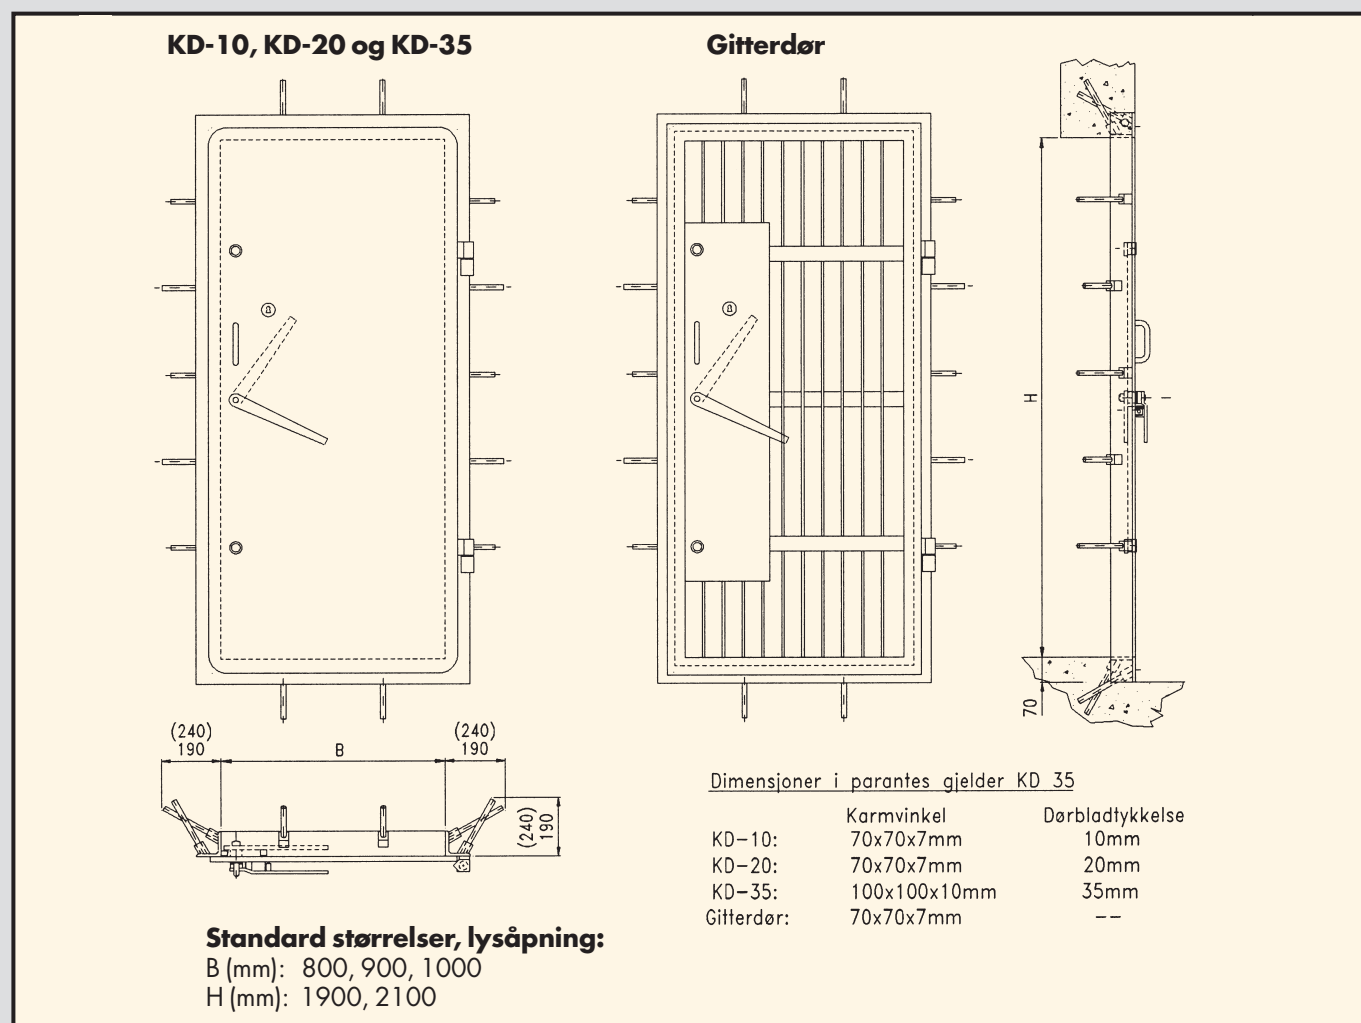 KD-10, KD-20 og KD-35
Gitterdør
H
70
(240)
190
B
(240)
190
(240)
190
Dimensjoner i parantes gjelder KD 35
Karmvinkel Dørbladtykkelse
KD-10: 70x70x7mm 10mm
KD-20: 70x70x7mm 20mm
KD-35: 100x100x10mm 35mm
Gitterdør: 70x70x7mm --
Standard størrelser, lysåpning:
B (mm): 800, 900, 1000
H (mm): 1900, 2100